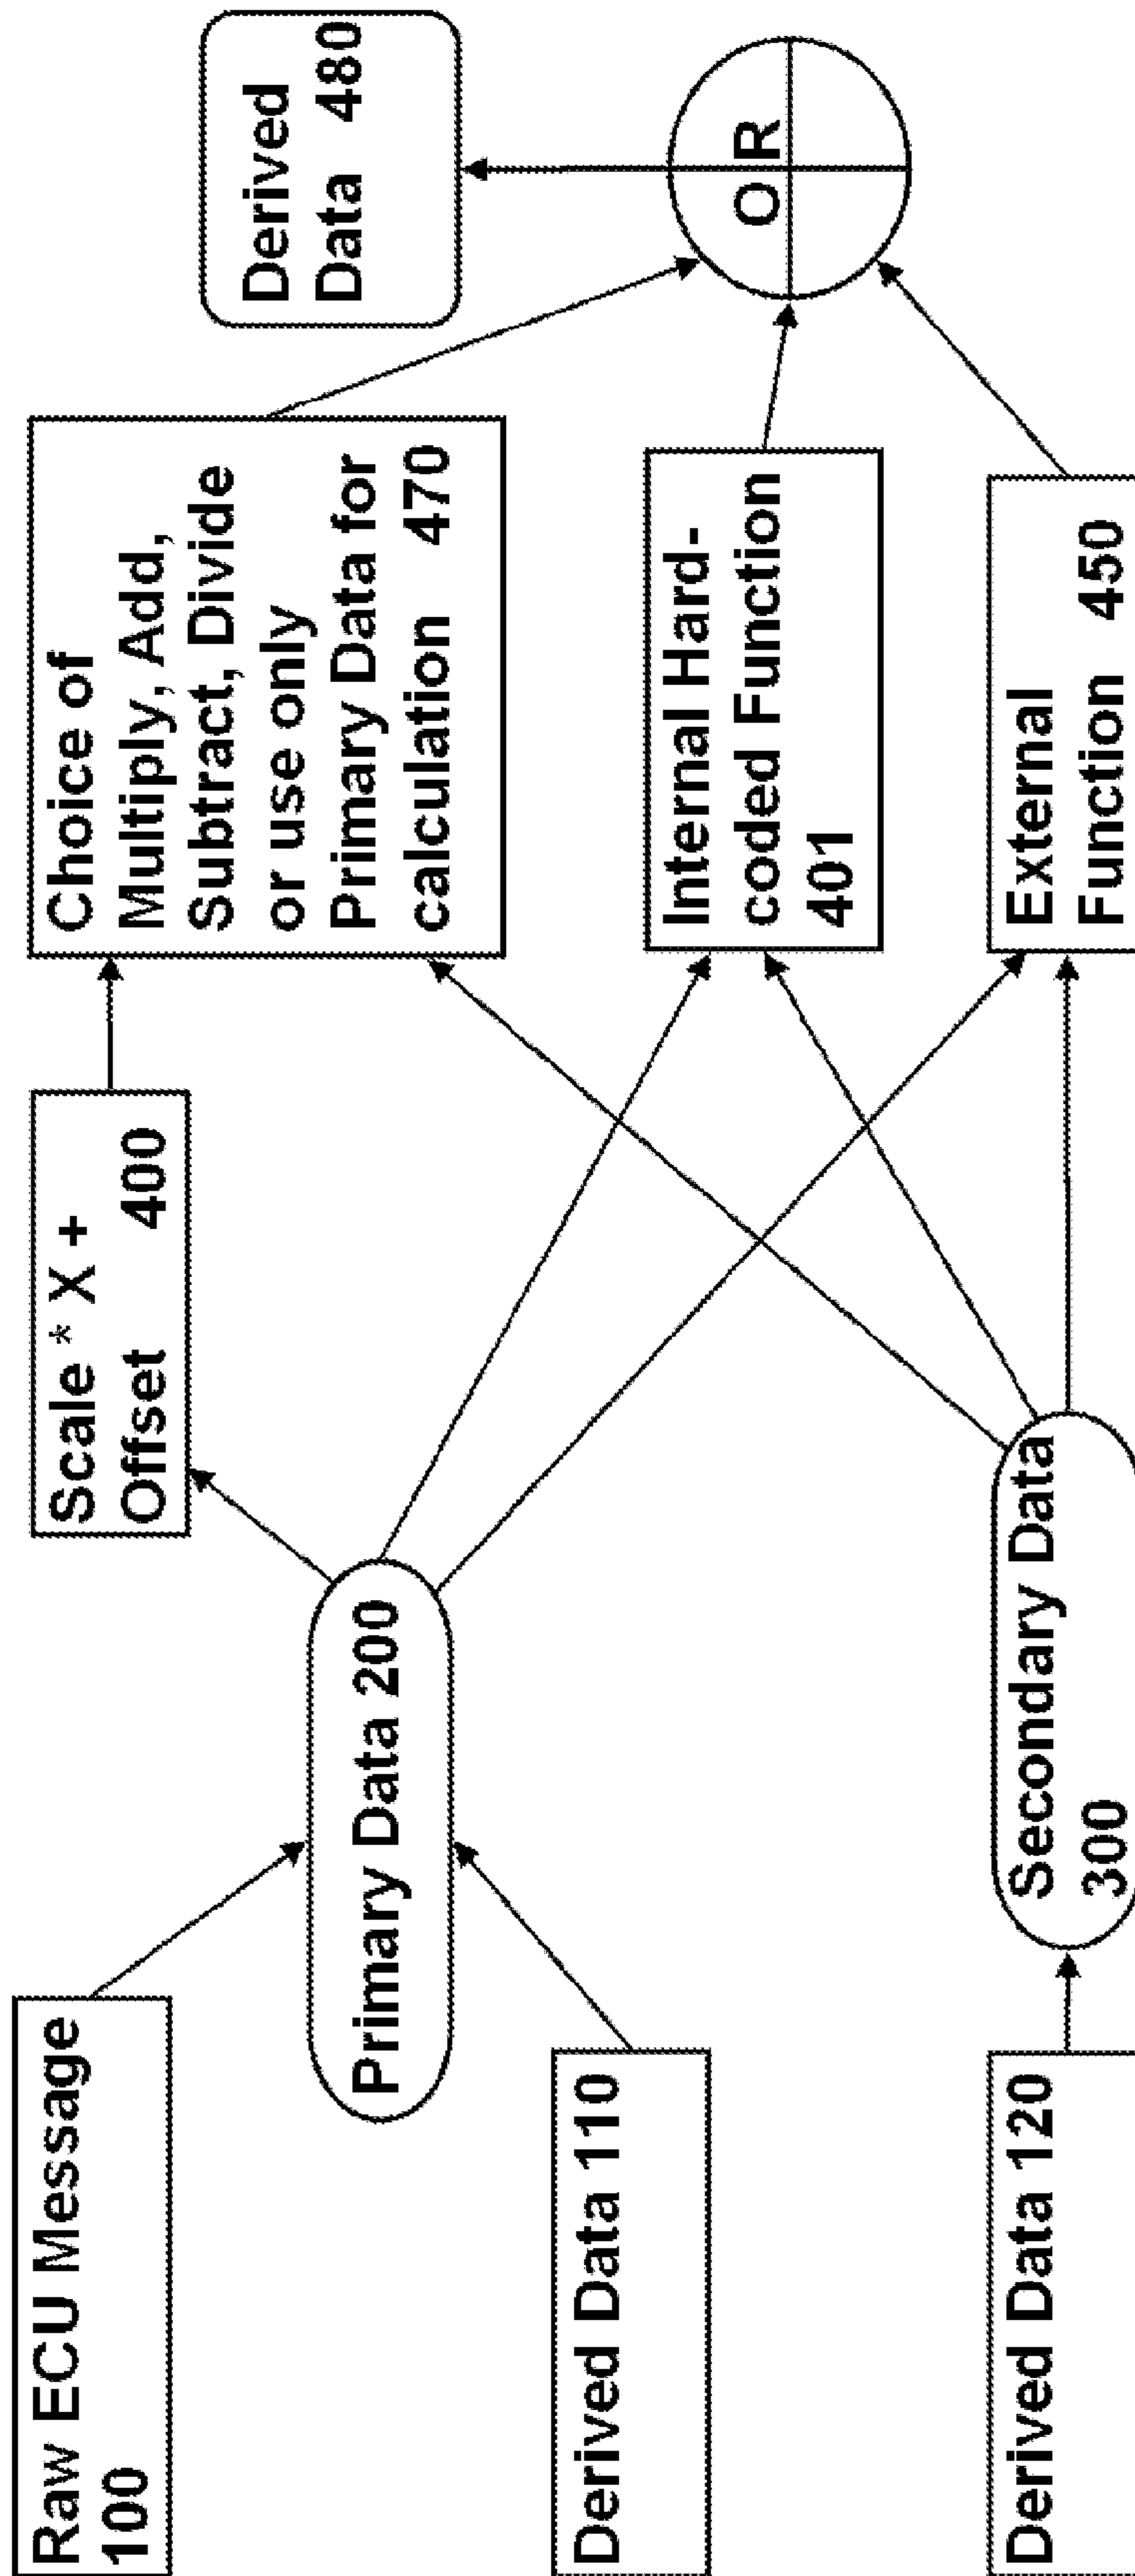 Raw ECU Message
100
Derived Data 110
Derived Data 120
Primary Data 200
Secondary Data
300
Scale * X +
Offset 400
Choice of
Multiply, Add,
Subtract, Divide
or use only
Primary Data for
calculation 470
Internal Hard-
coded Function
401
External
Function 450
O R
Derived
Data 480